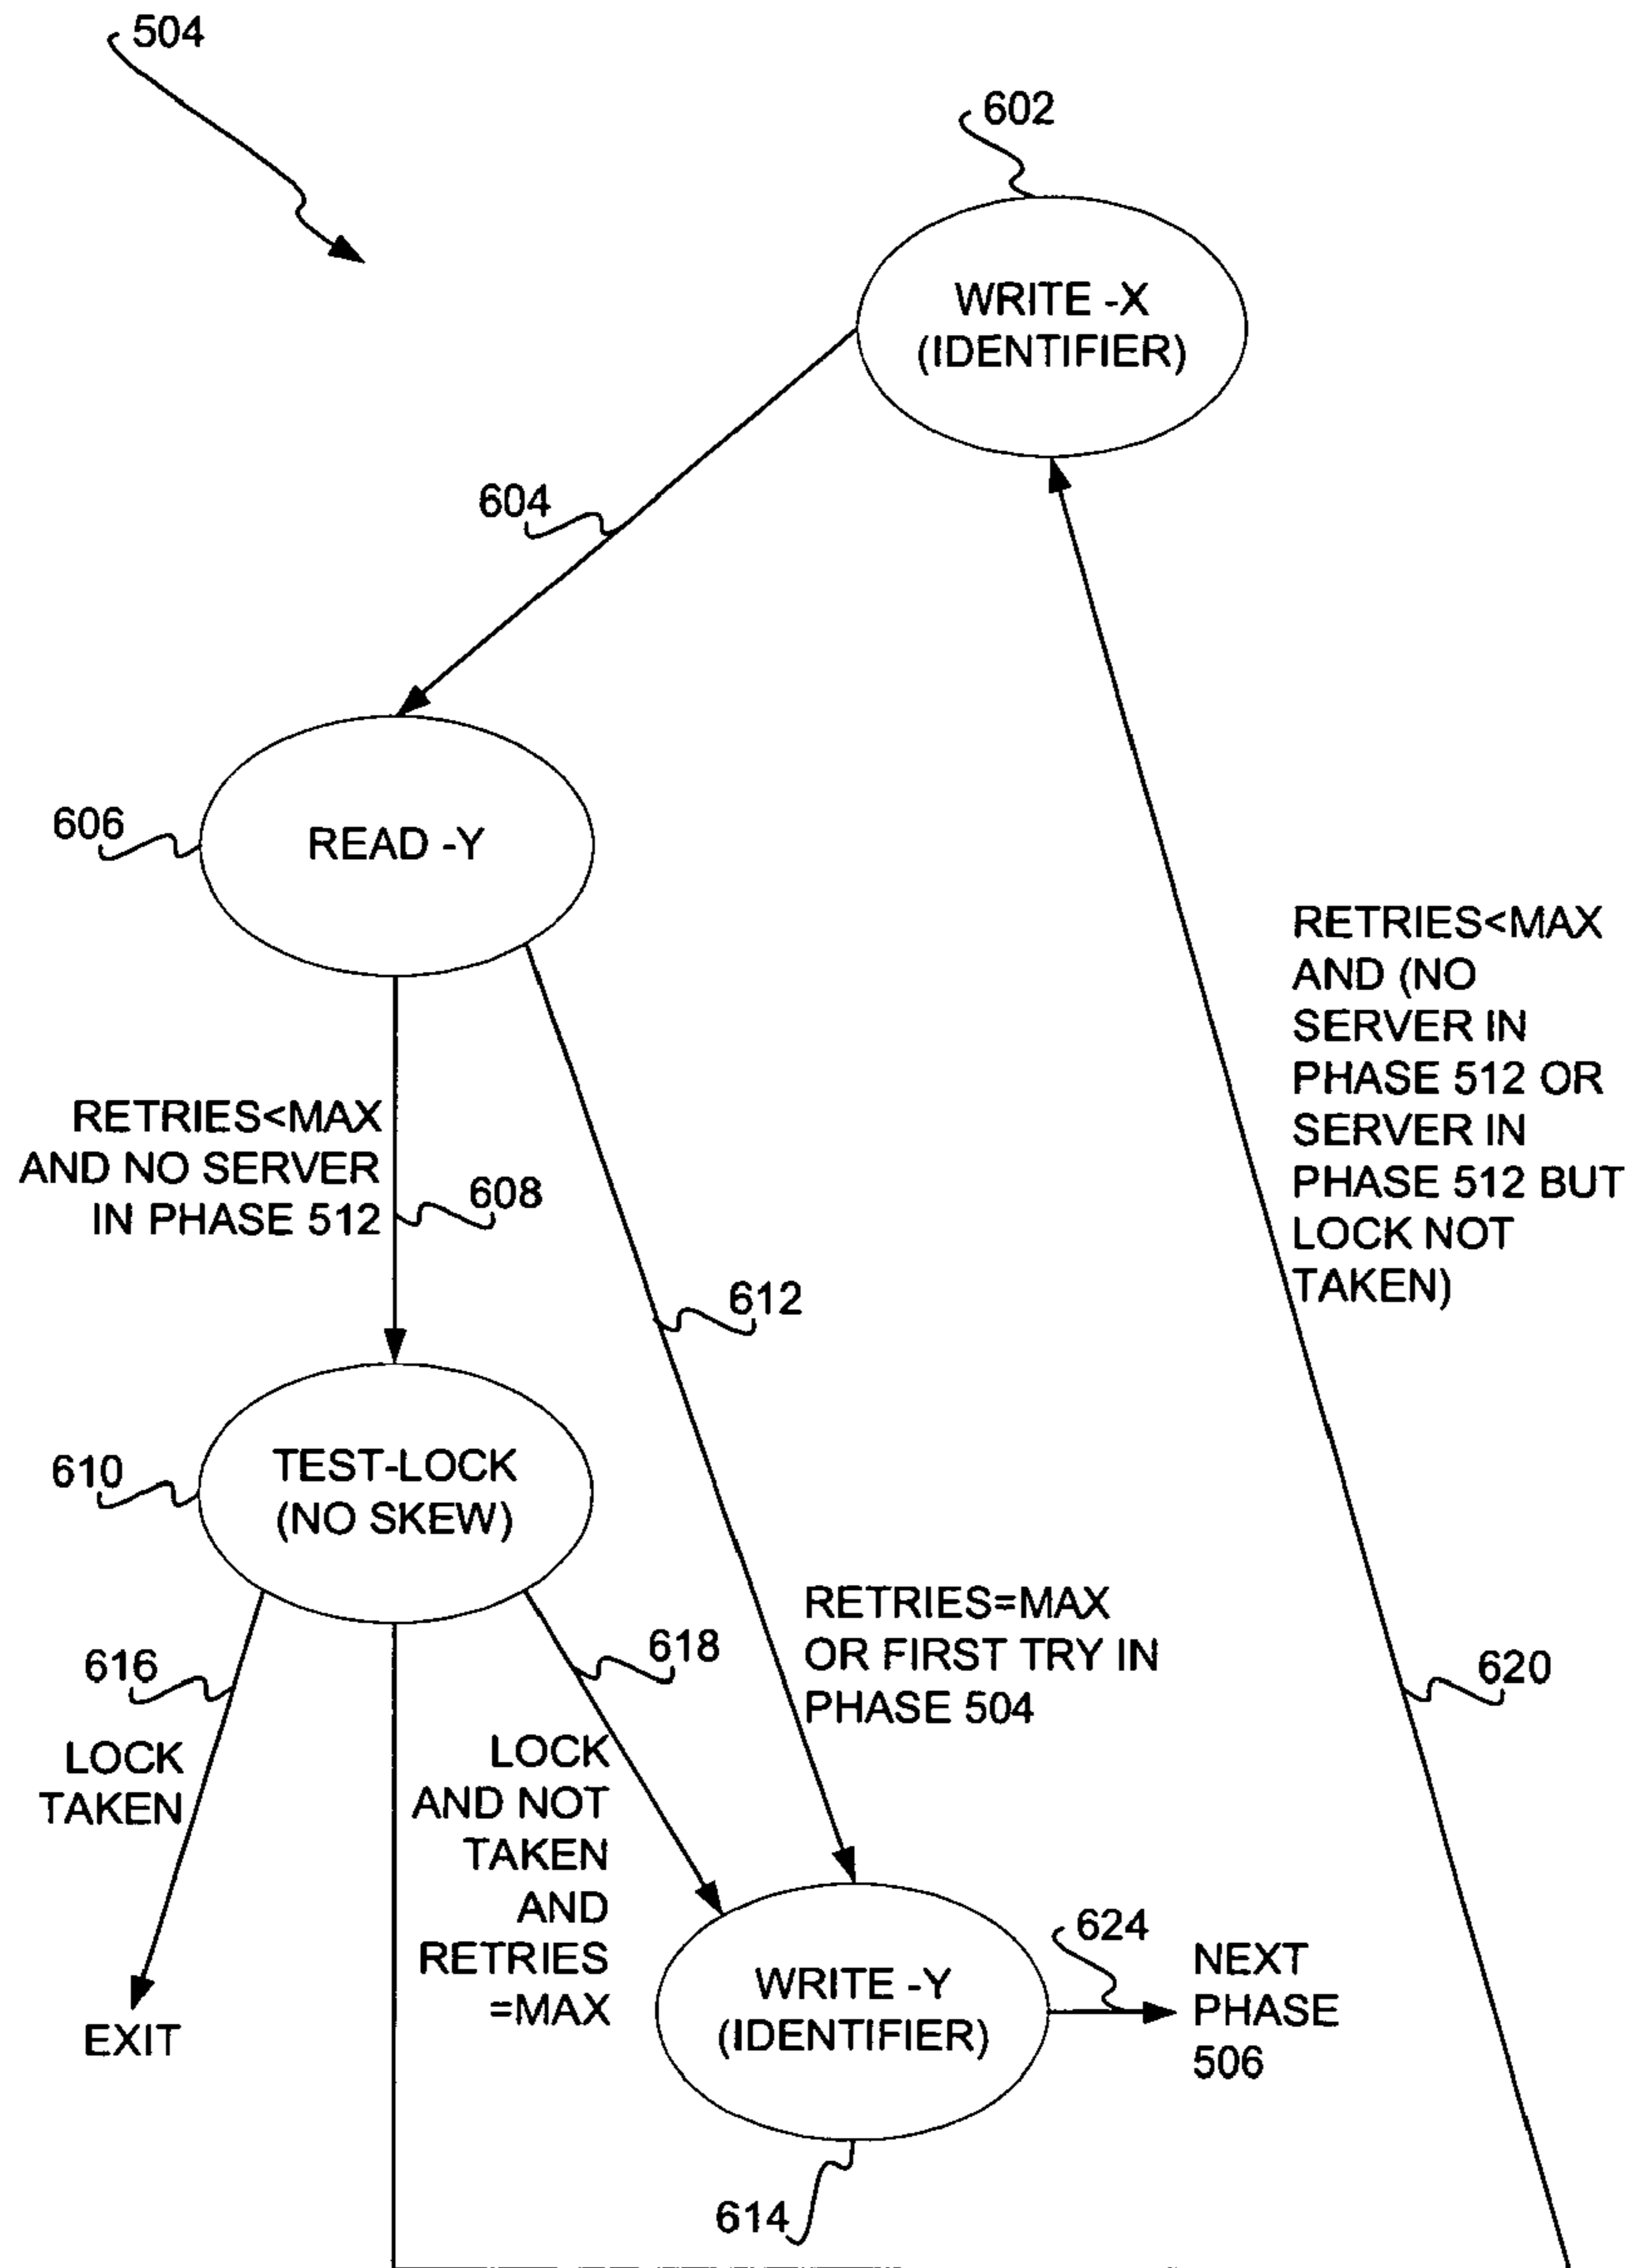 504
602
WRITE -X
(IDENTIFIER)
604
606
READ -Y
RETRIES<MAX
AND (NO
SERVER IN
PHASE 512 OR
SERVER IN
PHASE 512 BUT
LOCK NOT
TAKEN)
RETRIES<MAX
AND NO SERVER
IN PHASE 512
608
612
610
TEST-LOCK
(NO SKEW)
RETRIES=MAX
OR FIRST TRY IN
PHASE 504
616
618
620
LOCK
TAKEN
LOCK
AND NOT
TAKEN
AND
RETRIES
=MAX
EXIT
WRITE -Y
(IDENTIFIER)
624
NEXT
PHASE
506
614